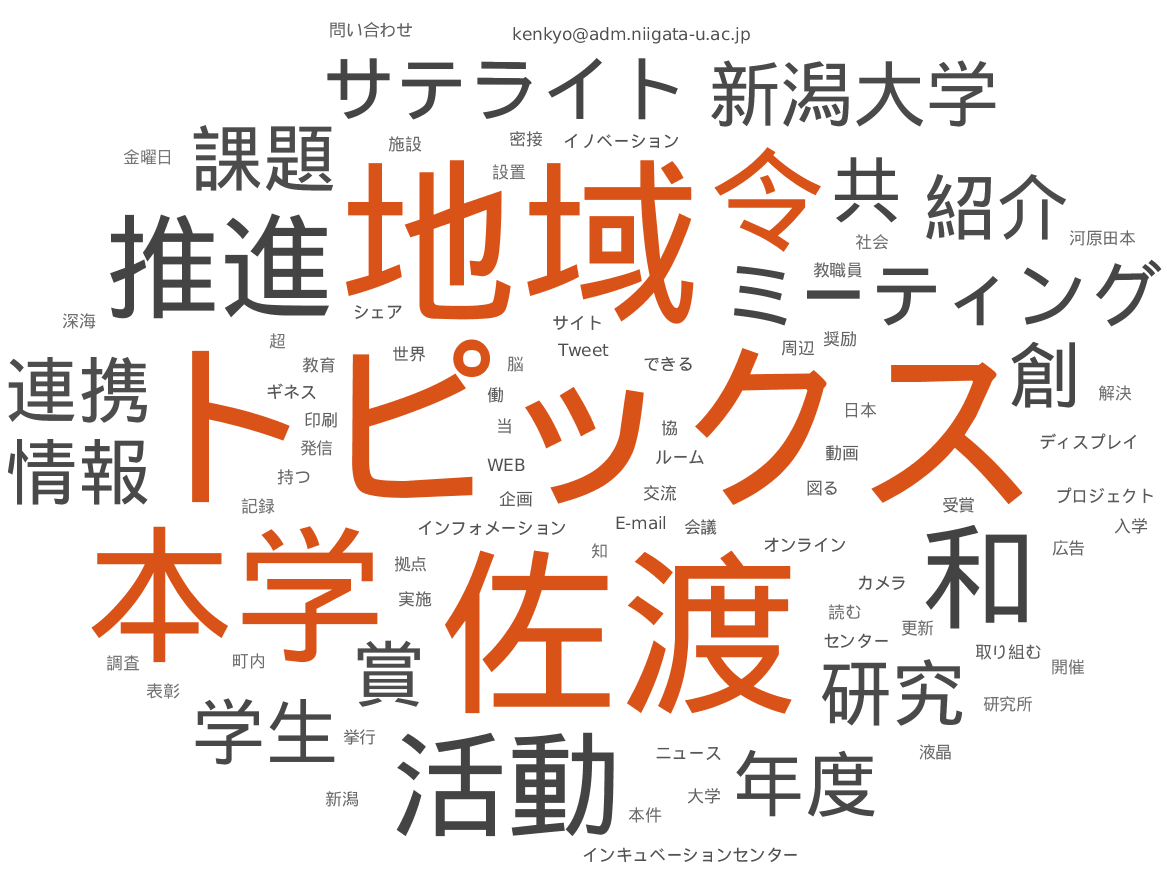 問い合わせ
kenkyo@adm.niigata-u.ac.jp
サテライト
新潟大学
課題
金曜日
施設
密接
イノベーション
設置
地域
令
共
紹介
社会
河原田本
推進
教職員
ミーティング
シェア
サイト
深海
超
世界
Tweet
できる
周辺
奨励
教育
脳
トピックス
創
連携
ギネス
働
解決
印刷
当
協
日本
ディスプレイ
発信
情報
WEB
ルーム
動画
持つ
企画
交流
図る
プロジェクト
記録
受賞
インフォメーション
E-mail
会議
入学
知
オンライン
広告
本学
拠点
佐渡
和
カメラ
実施
読む
更新
センター
取り組む
調査
町内
開催
表彰
賞
研究
研究所
学生
挙行
活動
ニュース
液晶
年度
新潟
大学
本件
インキュベーションセンター